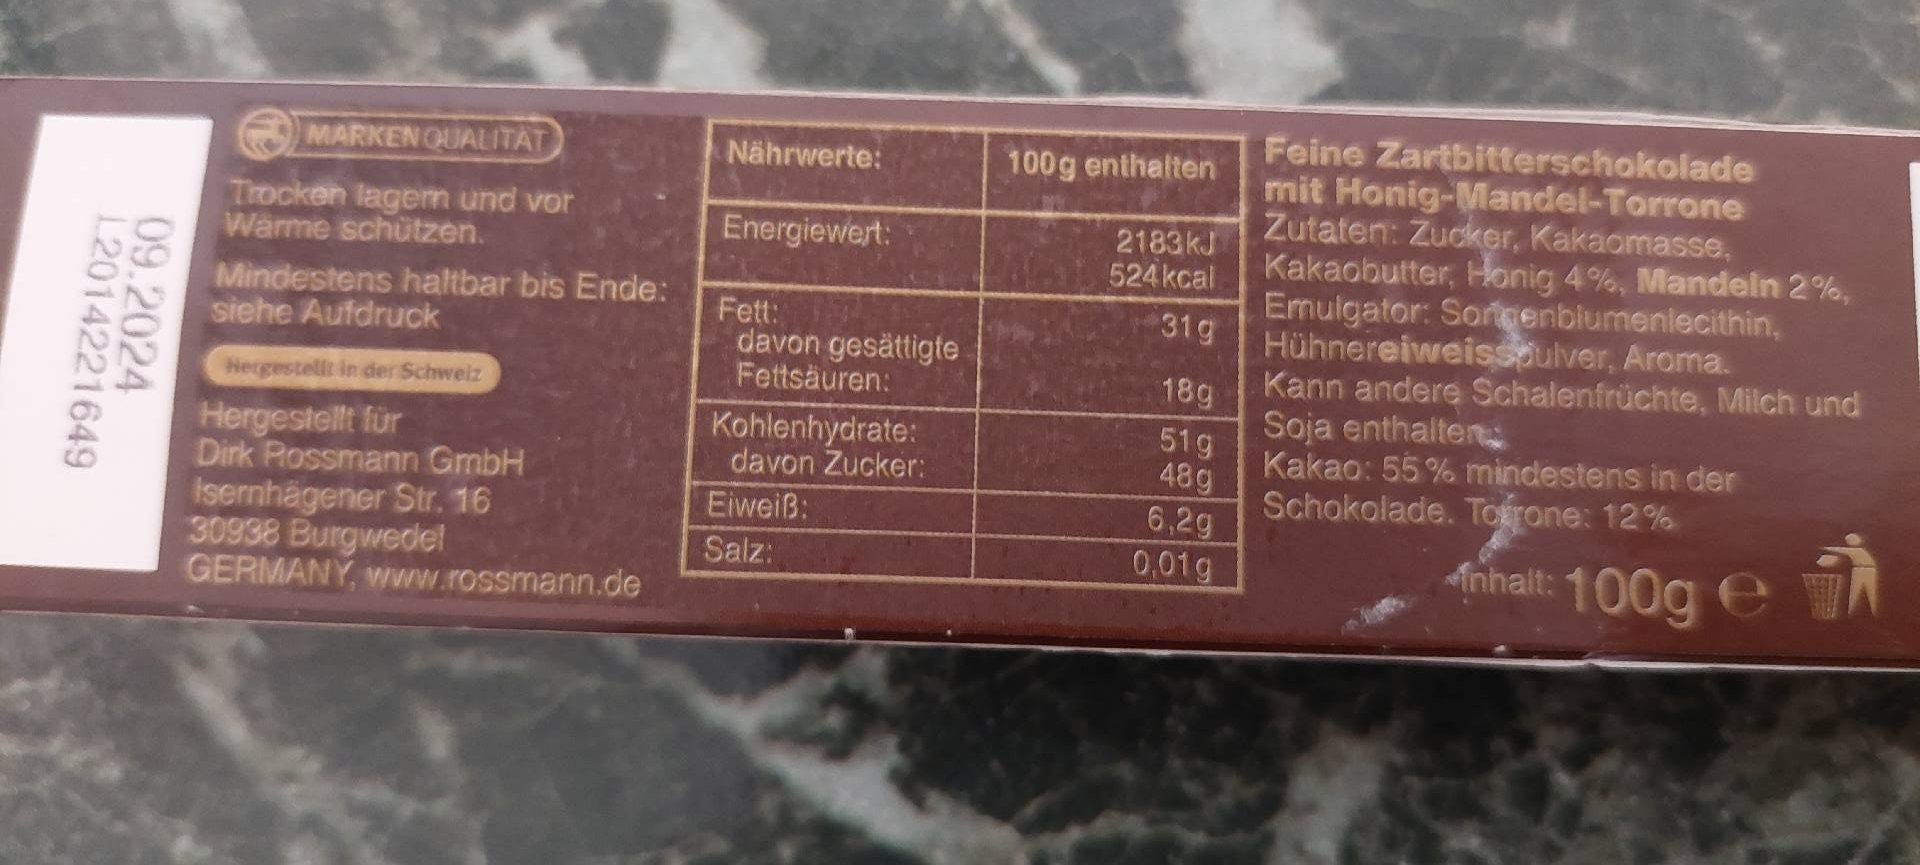 09.2024
L2014221649
MARKENQUALITÄT
Trocken lagern und vor
Wärme schützen.
Mindestens haltbar bis Ende:
siehe Aufdruck
Hergestellt in der Schweiz
Hergestellt für
Dirk Rossmann GmbH
Isernhägener Str. 16
30938 Burgwedel
GERMANY, www.rossmann.de
Nährwerte: 100g enthalten
Energiewert: 2183kJ
524kcal
Fett: 31g
davon gesättigte
Fettsäuren: 18g
Kohlenhydrate: 51g
davon Zucker: 48g
Eiweiß: 6,2g
Salz: 0,01g
Feine Zartbitterschokolade
mit Honig-Mandel-Torrone
Zutaten: Zucker, Kakaomasse,
Kakaobutter, Honig 4%, Mandeln 2%,
Emulgator: Sonnenblumenlecithin,
Hühnereiweisspulver, Aroma.
Kann andere Schalenfrüchte, Milch und
Soja enthalten.
Kakao: 55% mindestens in der
Schokolade. Torrone: 12%
Inhalt: 100g e